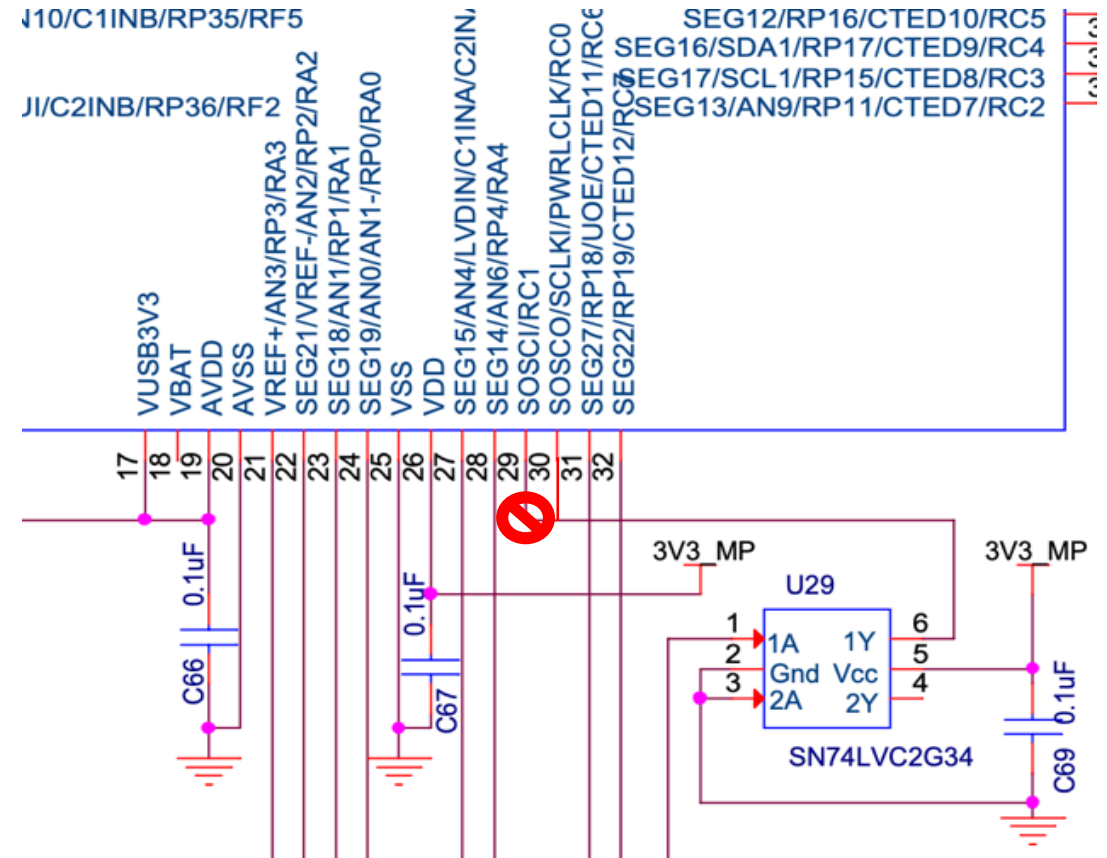 N10/C1INB/RP35/RF5
SEG12/RP16/CTED10/RC5
SEG16/SDA1/RP17/CTED9/RC4
SEG17/SCL1/RP15/CTED8/RC3
JI/C2INB/RP36/RF2
SEG13/AN9/RP11/CTED7/RC2
3
3
3
VUSB3V3
VBAT
AVDD
AVSS
VREF+/AN3/RP3/RA3
SEG21/VREF-/AN2/RP2/RA2
SEG18/AN1/RP1/RA1
SEG19/AN0/AN1-/RP0/RA0
VSS
VDD
SEG15/AN4/LVDIN/C1INA/C2IN
SEG14/AN6/RP4/RA4
SOSCI/RC1
SOSCO/SCLKI/PWRLCLK/RC0
SEG27/RP18/UOE/CTED11/RC6
SEG22/RP19/CTED12/RC7
17
18
19
20
21
22
23
24
25
26
27
28
29
30
31
32
0.1uF
C66
0.1uF
C67
3V3_MP
3V3_MP
U29
1
1A
1Y
6
2
Gnd
Vcc
5
3
2A
2Y
4
SN74LVC2G34
0.1uF
C69